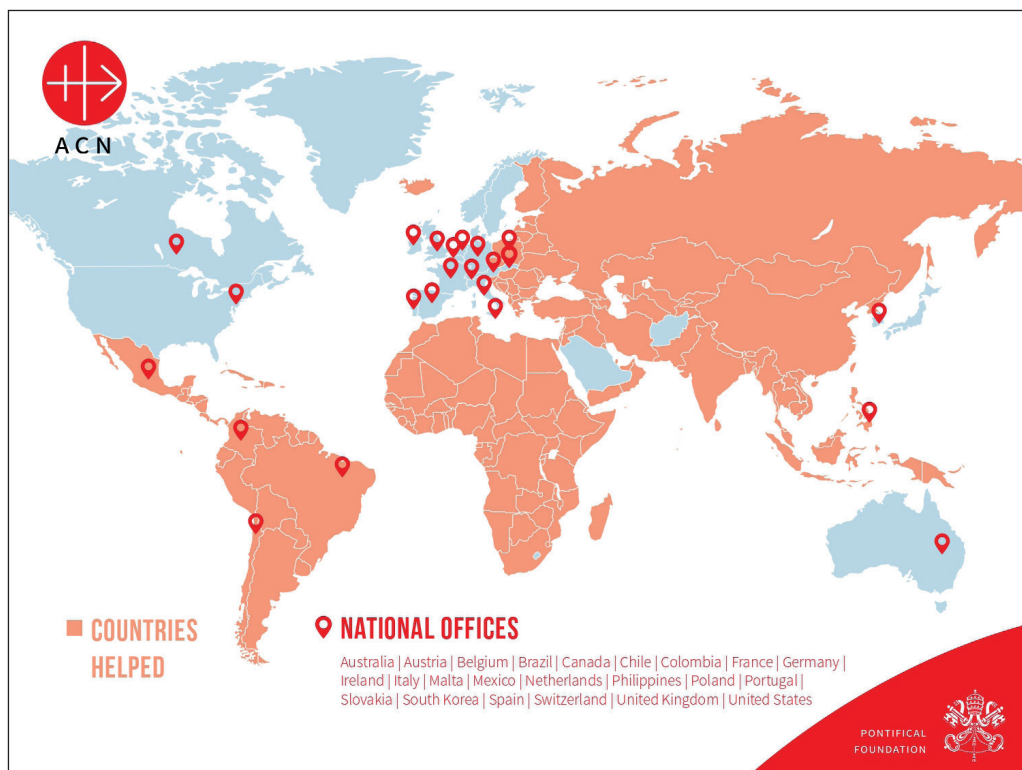 ACN
COUNTRIES
HELPED
NATIONAL OFFICES
Australia | Austria | Belgium | Brazil | Canada | Chile | Colombia | France | Germany |
Ireland | Italy | Malta | Mexico | Netherlands | Philippines | Poland | Portugal |
Slovakia | South Korea | Spain | Switzerland | United Kingdom | United States
PONTIFICAL
FOUNDATION